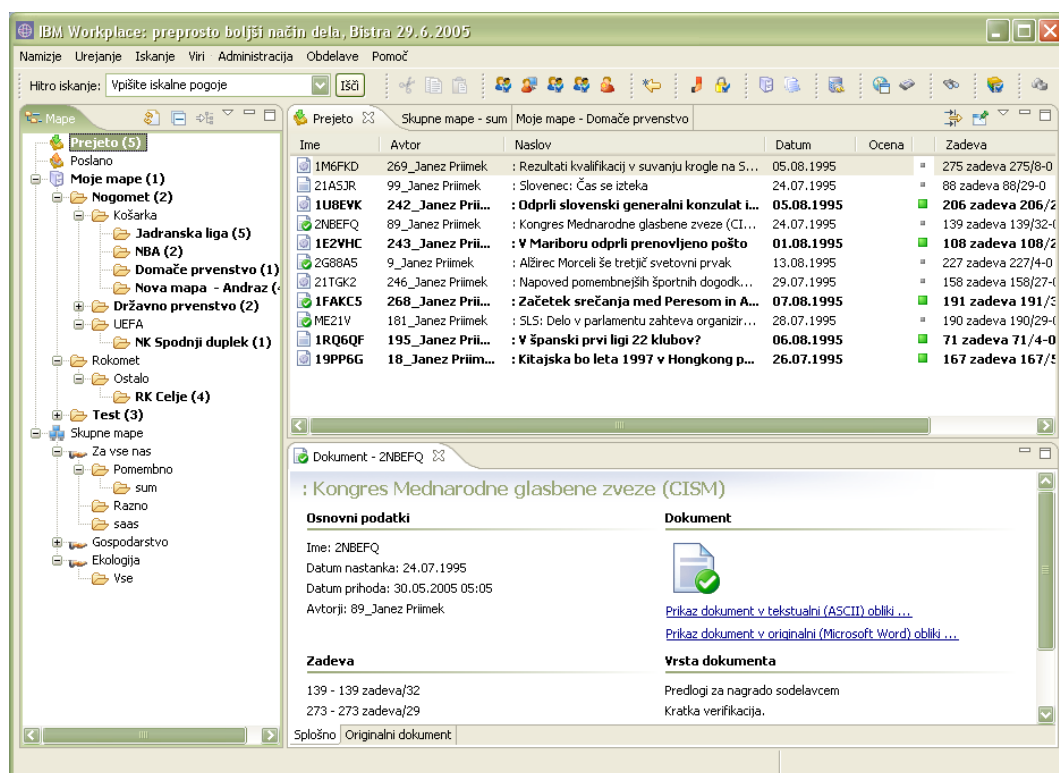 IBM Workplace: preprosto boljši način dela, Bistra 29.6.2005
Namizje Urejanje Iskanje Viri Administracija Obdelave Pomoč
Hitro iskanje: Vpišite iskalne pogoje Išči
Mape
Prejeto (5)
Poslano
Moje mape (1)
Nogomet (2)
Košarka
Jadranska liga (5)
NBA (2)
Domače prvenstvo (1)
Nova mapa - Andraz (
Državno prvenstvo (2)
UEFA
NK Spodnji duplek (1)
Rokomet
Ostalo
RK Celje (4)
Test (3)
Skupne mape
Za vse nas
Pomembno
sum
Razno
saas
Gospodarstvo
Ekologija
Vse
Prejeto Skupne mape - sum Moje mape - Domače prvenstvo
Ime Avtor Naslov Datum Ocena Zadeva
1M6FKD 269_Janez Priimek : Rezultati kvalifikacij v suvanju krogle na S... 05.08.1995 275 zadeva 275/8-0
21ASJR 99_Janez Priimek : Slovenec: Čas se izteka 24.07.1995 88 zadeva 88/29-0
1U8EVK 242_Janez Prii... : Odprli slovenski generalni konzulat i... 05.08.1995 206 zadeva 206/2
2NBEFQ 89_Janez Priimek : Kongres Mednarodne glasbene zveze (CI... 24.07.1995 139 zadeva 139/32-0
1E2VHC 243_Janez Prii... : V Mariboru odprli prenovljeno pošto 01.08.1995 108 zadeva 108/2
2G88A5 9_Janez Priimek : Alžirec Morceli še tretjič svetovni prvak 13.08.1995 227 zadeva 227/4-0
21TGK2 246_Janez Priimek : Napoved pomembnejših športnih dogodk... 29.07.1995 158 zadeva 158/27-0
1FAKC5 268_Janez Prii... : Začetek srečanja med Peresom in A... 07.08.1995 191 zadeva 191/3
ME21V 181_Janez Priimek : SLS: Delo v parlamentu zahteva organizir... 28.07.1995 190 zadeva 190/29-0
1RQ6QF 195_Janez Prii... : V španski prvi ligi 22 klubov? 06.08.1995 71 zadeva 71/4-0
19PP6G 18_Janez Priim... : Kitajska bo leta 1997 v Hongkong p... 26.07.1995 167 zadeva 167/5
Dokument - 2NBEFQ
: Kongres Mednarodne glasbene zveze (CISM)
Osnovni podatki
Ime: 2NBEFQ
Datum nastanka: 24.07.1995
Datum prihoda: 30.05.2005 05:05
Avtorji: 89_Janez Priimek
Dokument
Prikaz dokument v tekstualni (ASCII) obliki ...
Prikaz dokument v originalni (Microsoft Word) obliki ...
Zadeva
139 - 139 zadeva/32
273 - 273 zadeva/29
Vrsta dokumenta
Predlogi za nagrado sodelavcem
Kratka verifikacija.
Splošno Originalni dokument